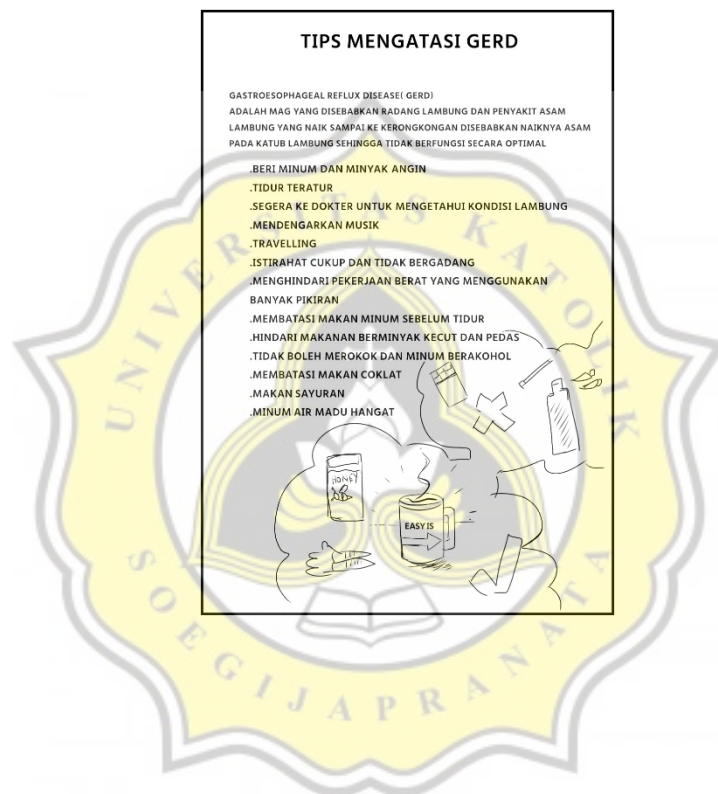 TIPS MENGATASI GERD
GASTROESOPHAGEAL REFLUX DISEASE( GERD)
ADALAH MAG YANG DISEBABKAN RADANG LAMBUNG DAN PENYAKIT ASAM
LAMBUNG YANG NAIK SAMPAI KE KERONGKONGAN DISEBABKAN NAIKNYA ASAM
PADA KATUB LAMBUNG SEHINGGA TIDAK BERFUNGSI SECARA OPTIMAL
.BERI MINUM DAN MINYAK ANGIN
.TIDUR TERATUR
.SEGERA KE DOKTER UNTUK MENGETAHUI KONDISI LAMBUNG
.MENDENGARKAN MUSIK
.TRAVELLING
.ISTIRAHAT CUKUP DAN TIDAK BERGADANG
.MENGHINDARI PEKERJAAN BERAT YANG MENGGUNAKAN
BANYAK PIKIRAN
.MEMBATASI MAKAN MINUM SEBELUM TIDUR
.HINDARI MAKANAN BERMINYAK KECUT DAN PEDAS
.TIDAK BOLEH MEROKOK DAN MINUM BERAKOHOL
.MEMBATASI MAKAN COKLAT
.MAKAN SAYURAN
.MINUM AIR MADU HANGAT
HONEY
EASY IS
UNIVERSITAS KATOLIK
SOEGIJAPRANATA